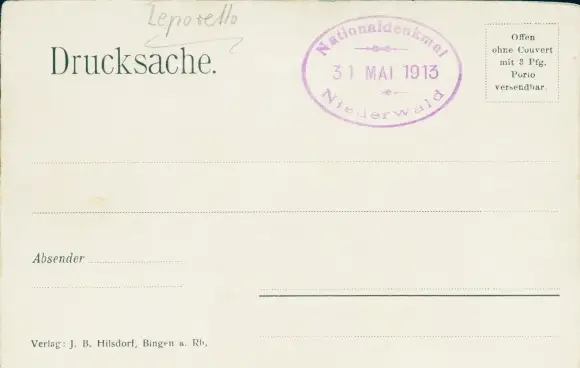 Leporello
Drucksache.
Nationaldenkmal
31 MAI 1913
Niederwald
Offen
ohne Couvert
mit 3 Pfg.
Porto
versendbar.
Absender
Verlag: J. B. Hilsdorf, Bingen a. Rh.